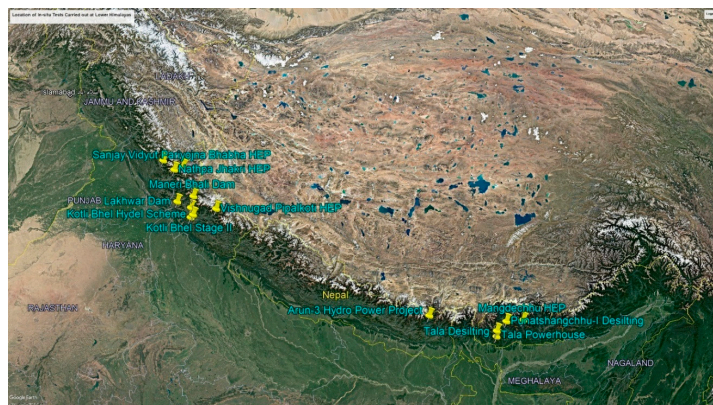 Location of In-situ Tests Carried out at Lower Himalayas
LADAKH
Islamabad
JAMMU AND KASHMIR
Sanjay Vidyut Pariyojna Bhabha HEP
Nathpa Jhakri HEP
Maneri Bhali Dam
PUNJAB
Lakhwar Dam
Vishnugad Pipalkoti HEP
Kotli Bhel Hydel Scheme
Kotli Bhel Stage II
HARYANA
Nepal
RAJASTHAN
Arun-3 Hydro Power Project
Mangdechhu HEP
Punatshangchhu-I Desilting
Tala Desilting
Tala Powerhouse
NAGALAND
MEGHALAYA
Google Earth